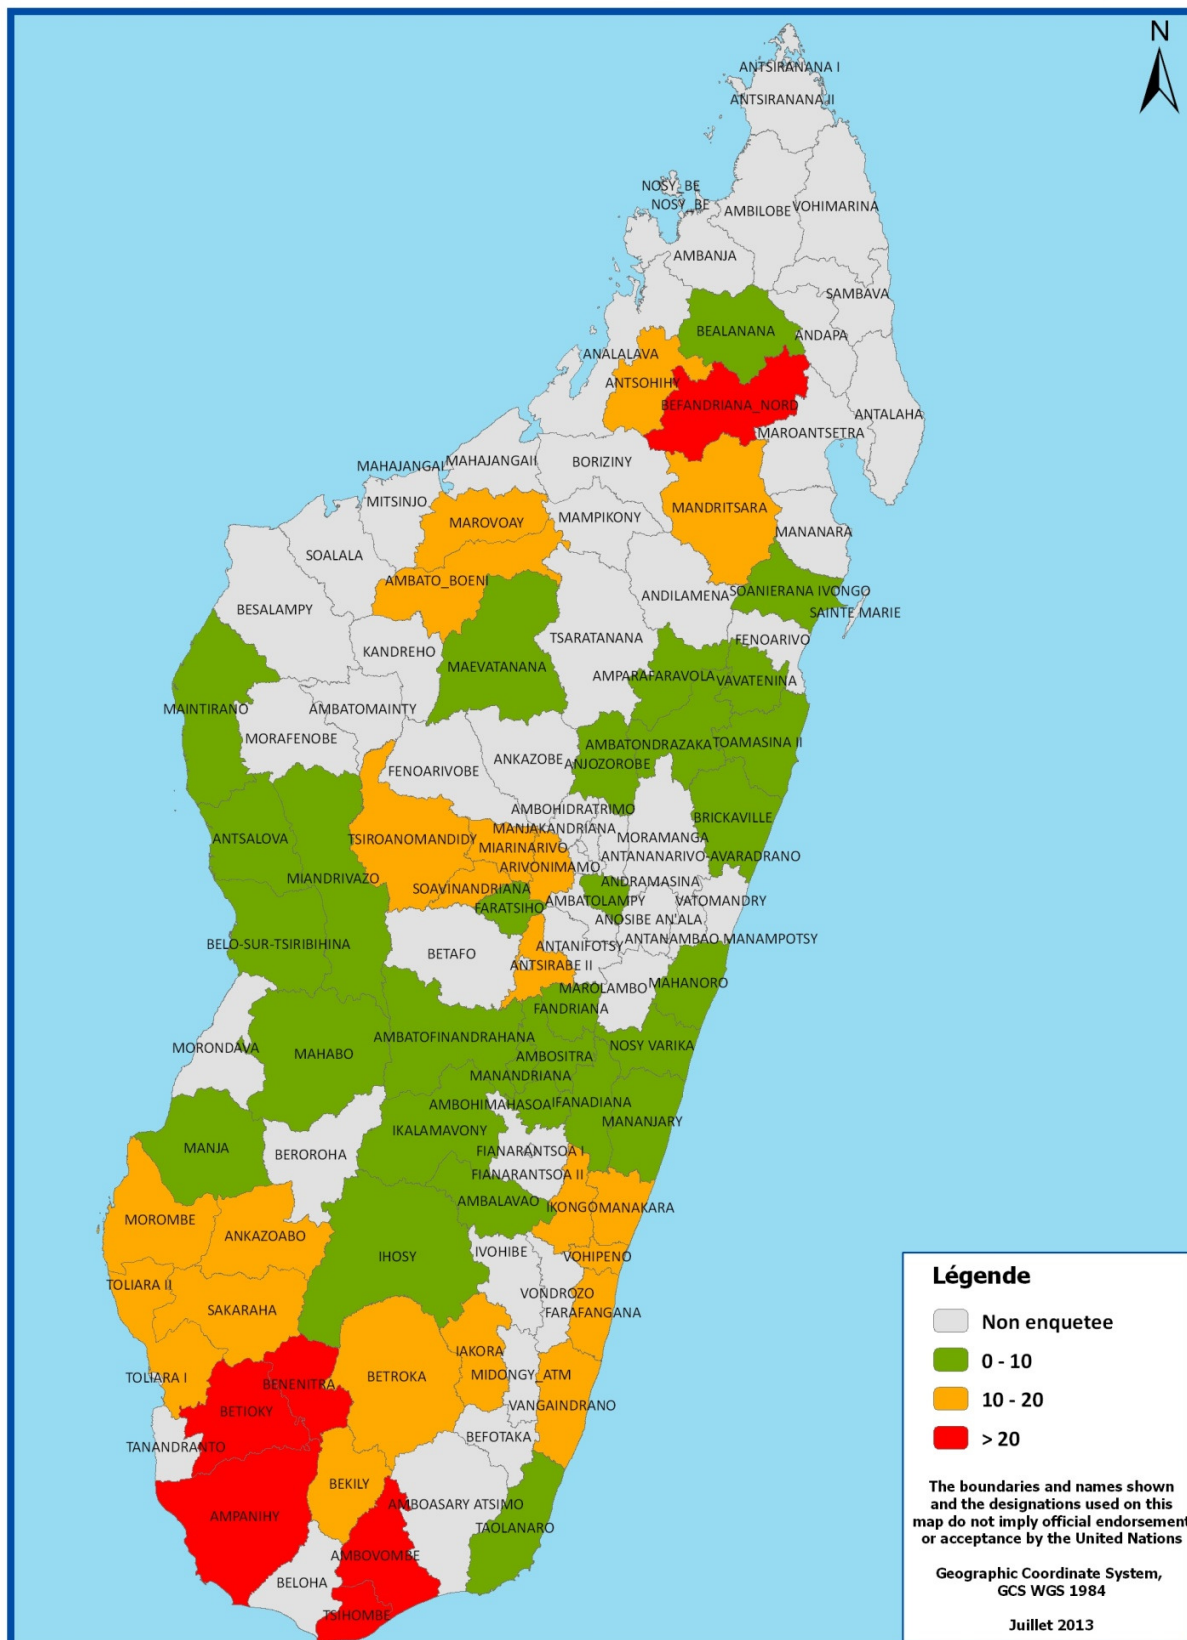 N
ANTSIRANANA I
ANTSIRANANA II
NOSY_BE
NOSY_BE
AMBILOBE
VOHIMARINA
AMBANJA
SAMBAVA
BEALANANA
ANDAPA
ANALALAVA
ANTSOHIHY
BEFANDRIANA_NORD
ANTALAHA
MAROANTSETRA
MAHAJANGAI
MAHAJANGAII
BORIZINY
MITSINJO
MANDRITSARA
MAROVOAY
MAMPIKONY
MANANARA
SOALALA
AMBATO_BOENI
SOANIERANA IVONGO
ANDILAMENA
BESALAMPY
SAINTE MARIE
TSARATANANA
FENOARIVO
KANDREHO
MAEVATANANA
AMPARAFARAVOLA
VAVATENINA
MAINTIRANO
AMBATOMAINTY
MORAFENOBE
AMBATONDRAZAKA
TOAMASINA II
ANKAZOBE
ANJOZOROBE
FENOARIVOBE
AMBOHIDRATRIMO
BRICKAVILLE
MANJAKANDRIANA
ANTSALOVA
TSIROANOMANDIDY
MORAMANGA
MIARINARIVO
ANTANANARIVO-AVARADRANO
ARIVONIMAMO
MIANDRIVAZO
ANDRAMASINA
SOAVINANDRIANA
AMBATOLAMPY
VATOMANDRY
FARATSIHO
ANOSIBE AN'ALA
BELO-SUR-TSIRIBIHINA
ANTANIFOTSY
ANTANAMBAO MANAMPOTSY
BETAFO
ANTSIRABE II
MAHANORO
MAROLAMBO
FANDRIANA
AMBATOFINANDRAHANA
NOSY VARIKA
MORONDAVA
MAHABO
AMBOSITRA
MANANDRIANA
AMBOHIMAHASOA
IFANADIANA
MANANJARY
IKALAMAVONY
MANJA
BEROROHA
FIANARANTSOA I
FIANARANTSOA II
AMBALAVAO
IKONGO
MANAKARA
MOROMBE
ANKAZOABO
IVOHIBE
VOHIPENO
IHOSY
TOLIARA II
VONDROZO
SAKARAHA
FARAFANGANA
IAKORA
TOLIARA I
BENENITRA
BETROKA
MIDONGY_ATM
BETIOKY
VANGAINDRANO
TANANDRANTO
BEFOTAKA
BEKILY
AMPANIHY
AMBOASARY ATSIMO
TAOLANARO
AMBOVOMBE
BELOHA
TSIHOMBE
Légende
Non enquetee
0 - 10
10 - 20
> 20
The boundaries and names shown
and the designations used on this
map do not imply official endorsement
or acceptance by the United Nations
Geographic Coordinate System,
GCS WGS 1984
Juillet 2013